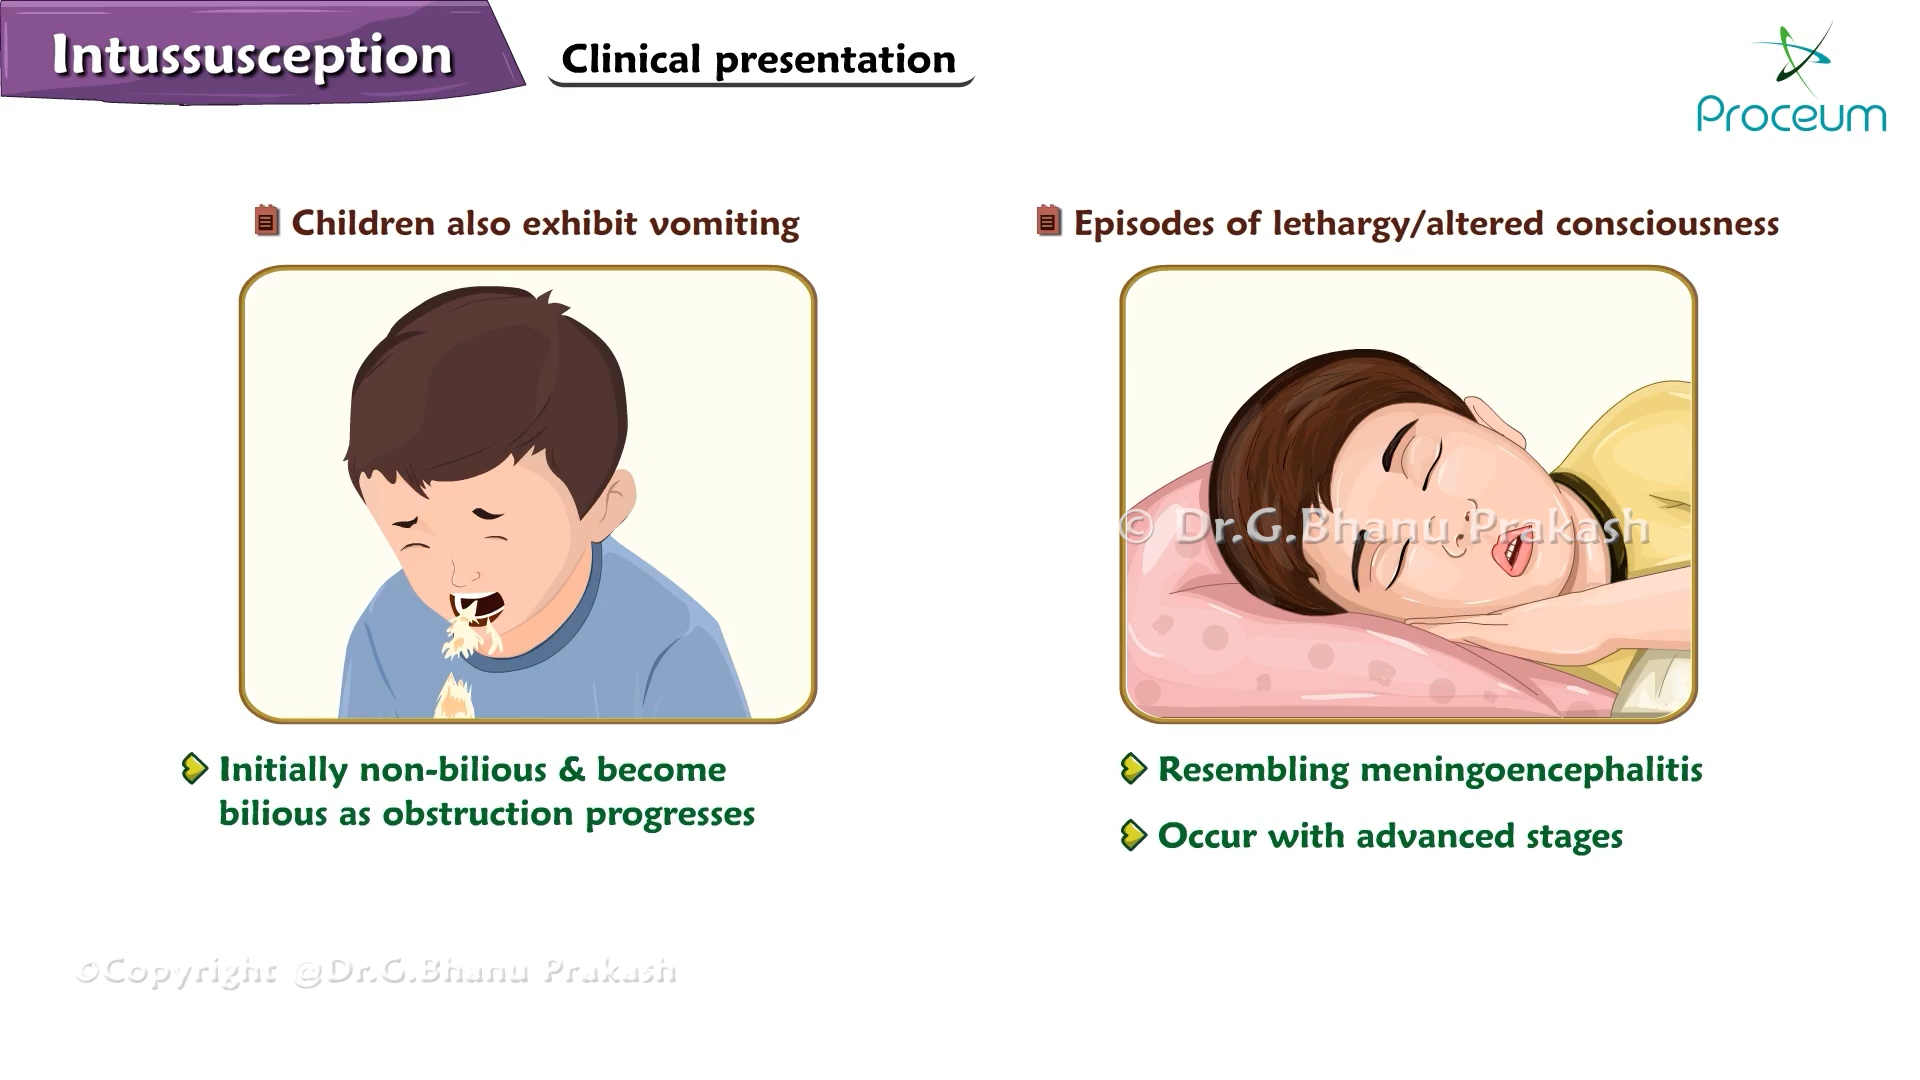 Intussusception
Clinical presentation
Proceum
Children also exhibit vomiting
Episodes of lethargy/altered consciousness
© Dr.G.Bhanu Prakash
Initially non-bilious & become
bilious as obstruction progresses
Resembling meningoencephalitis
Occur with advanced stages
©Copyright @Dr.G.Bhanu Prakash